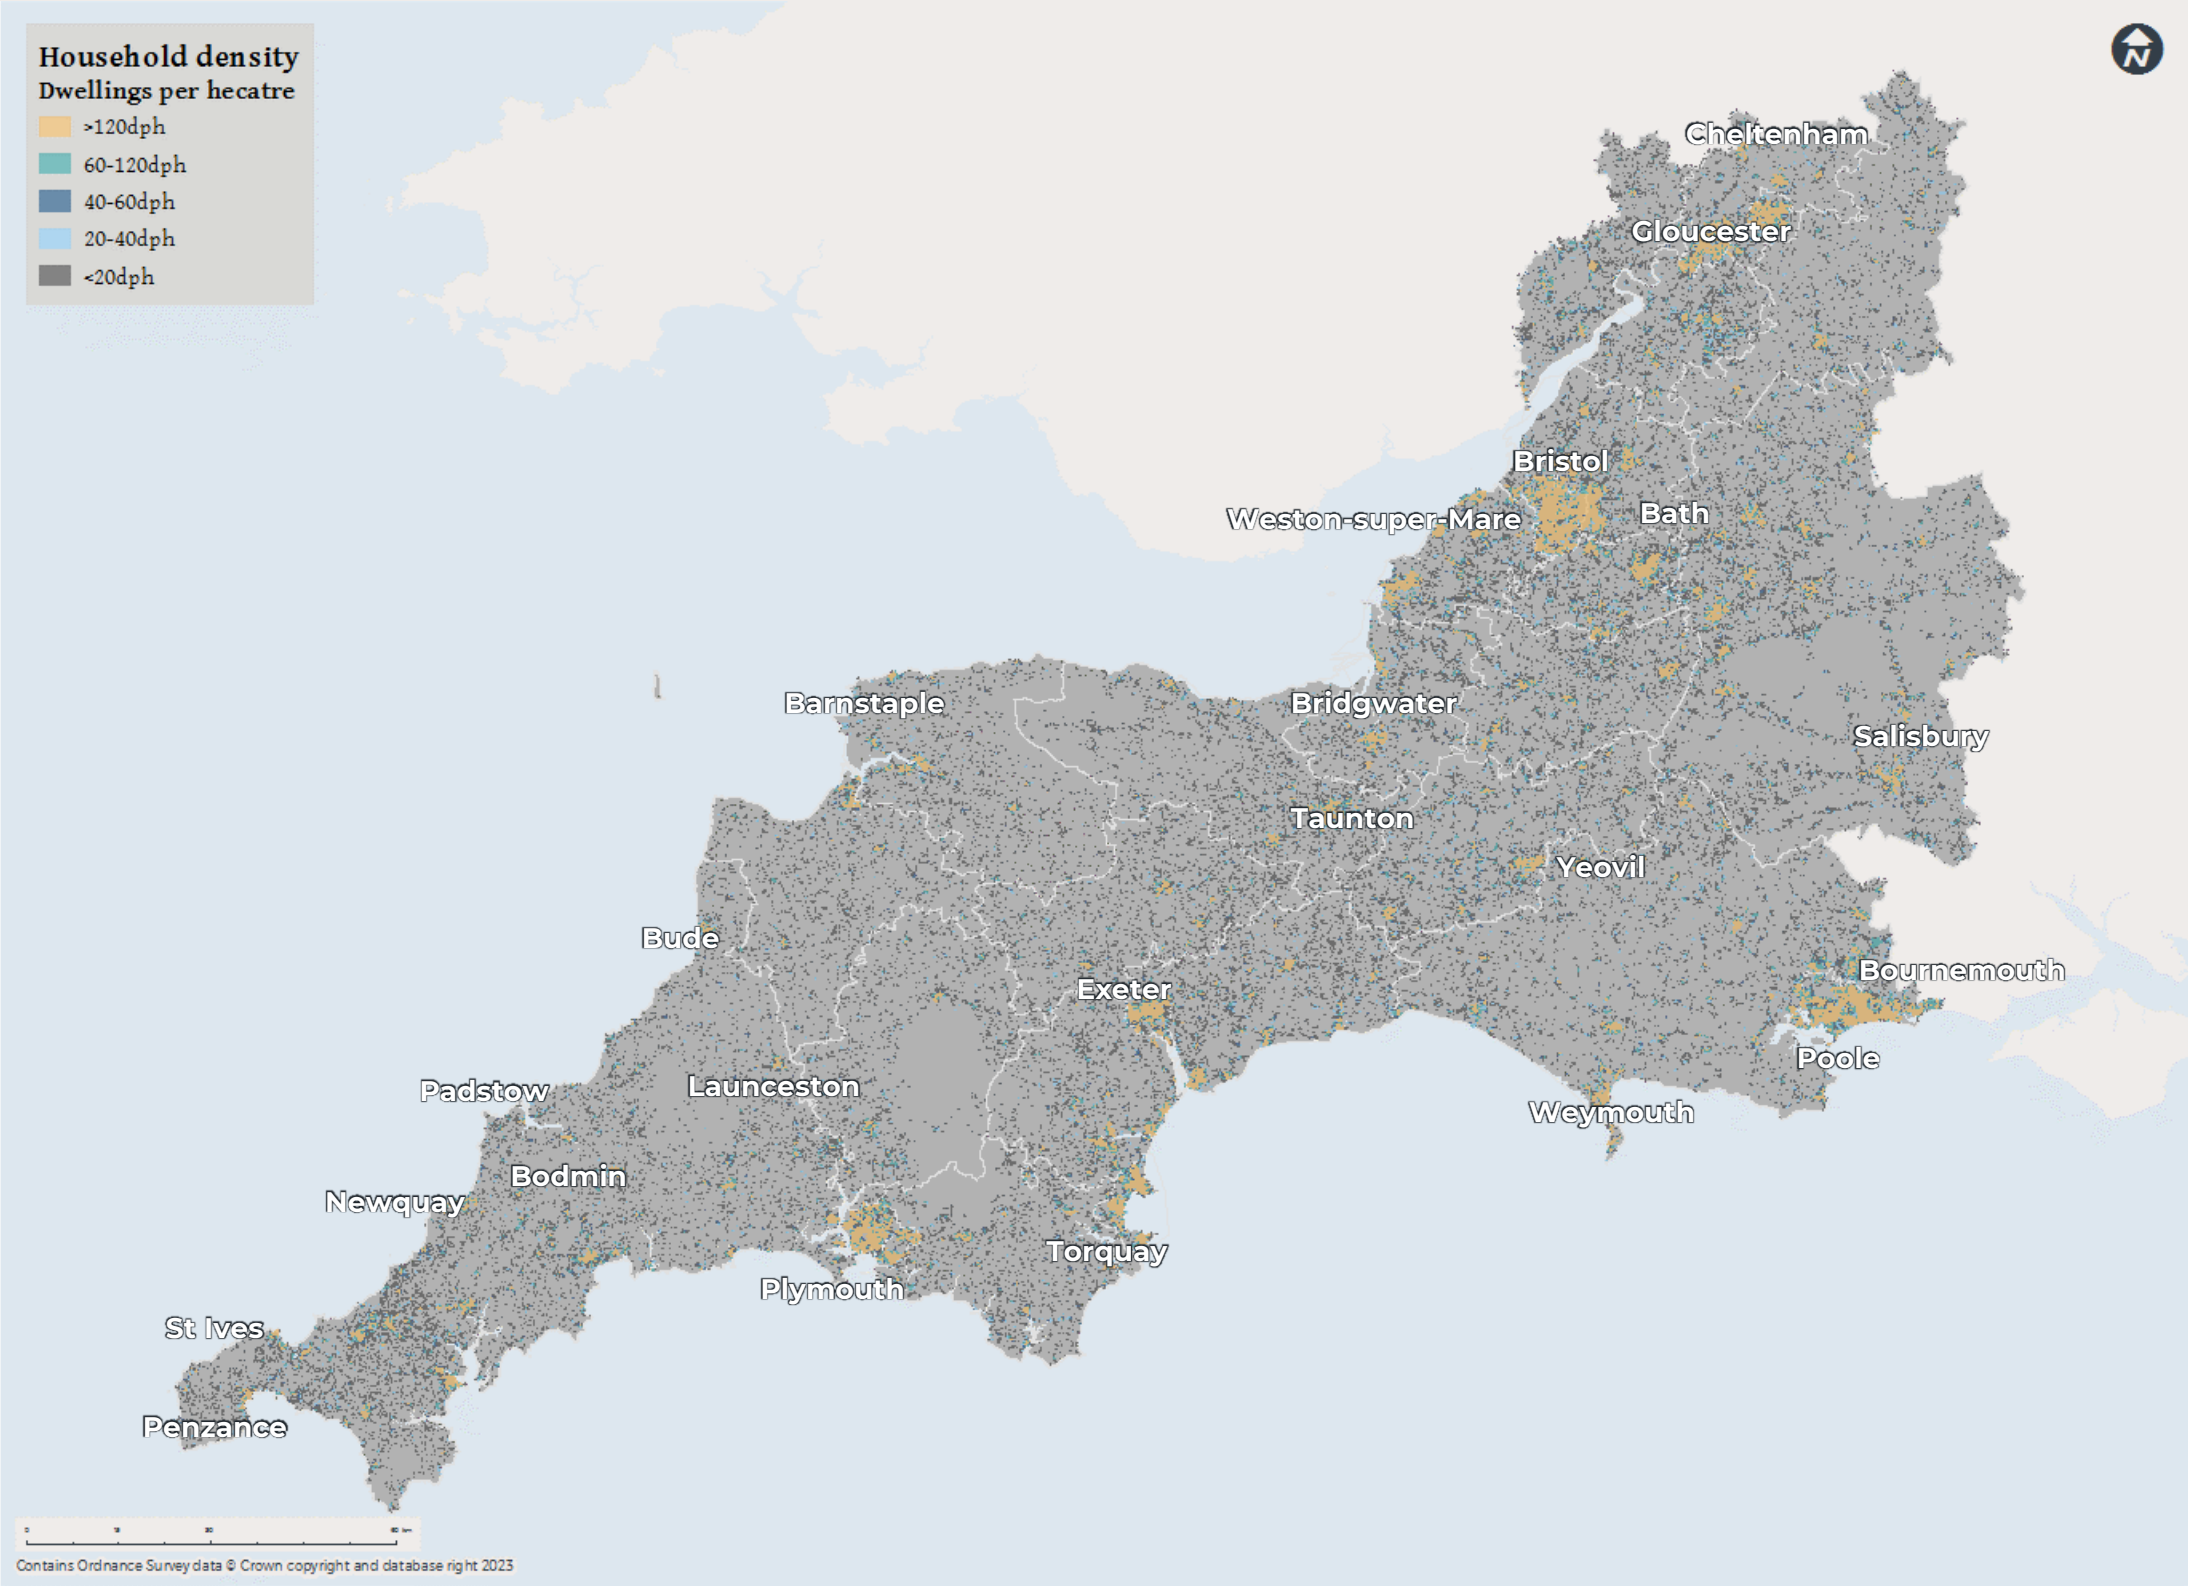 Household density
Dwellings per hecatre
>120dph
60-120dph
40-60dph
20-40dph
<20dph
N
Cheltenham
Gloucester
Bristol
Weston-super-Mare
Bath
Barnstaple
Bridgwater
Salisbury
Taunton
Yeovil
Bude
Bournemouth
Exeter
Poole
Launceston
Padstow
Weymouth
Bodmin
Newquay
Torquay
Plymouth
St Ives
Penzance
0
km
Contains Ordnance Survey data © Crown copyright and database right 2023